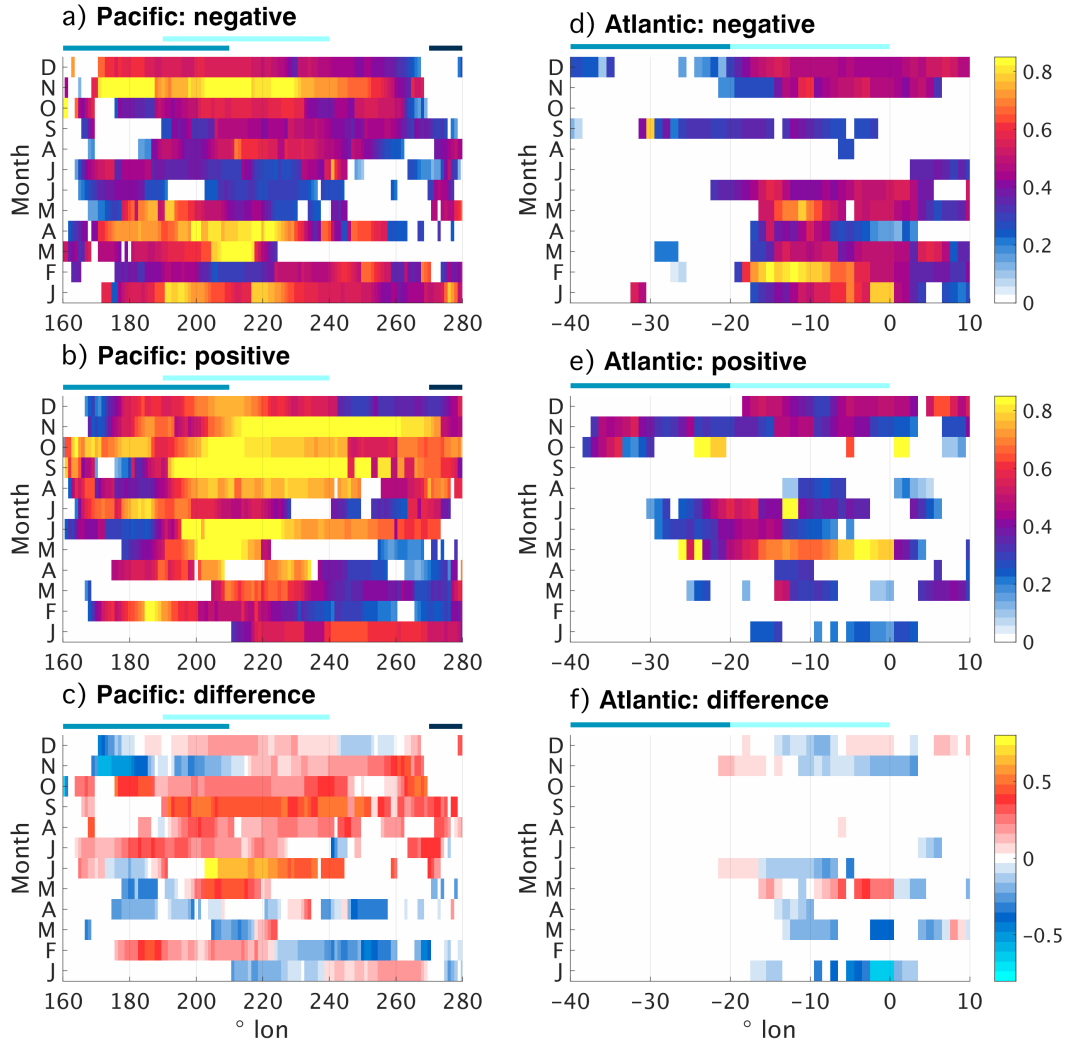 a) Pacific: negative
D
N
O
S
A
J
J
M
A
M
F
J
Month
160 180 200 220 240 260 280
d) Atlantic: negative
D
N
O
S
A
J
J
M
A
M
F
J
Month
−40 −30 −20 −10 0 10
0.8
0.6
0.4
0.2
0
b) Pacific: positive
D
N
O
S
A
J
J
M
A
M
F
J
Month
160 180 200 220 240 260 280
e) Atlantic: positive
D
N
O
S
A
J
J
M
A
M
F
J
Month
−40 −30 −20 −10 0 10
0.8
0.6
0.4
0.2
0
c) Pacific: difference
D
N
O
S
A
J
J
M
A
M
F
J
Month
160 180 200 220 240 260 280
° lon
f) Atlantic: difference
D
N
O
S
A
J
J
M
A
M
F
J
Month
−40 −30 −20 −10 0 10
° lon
0.5
0
−0.5